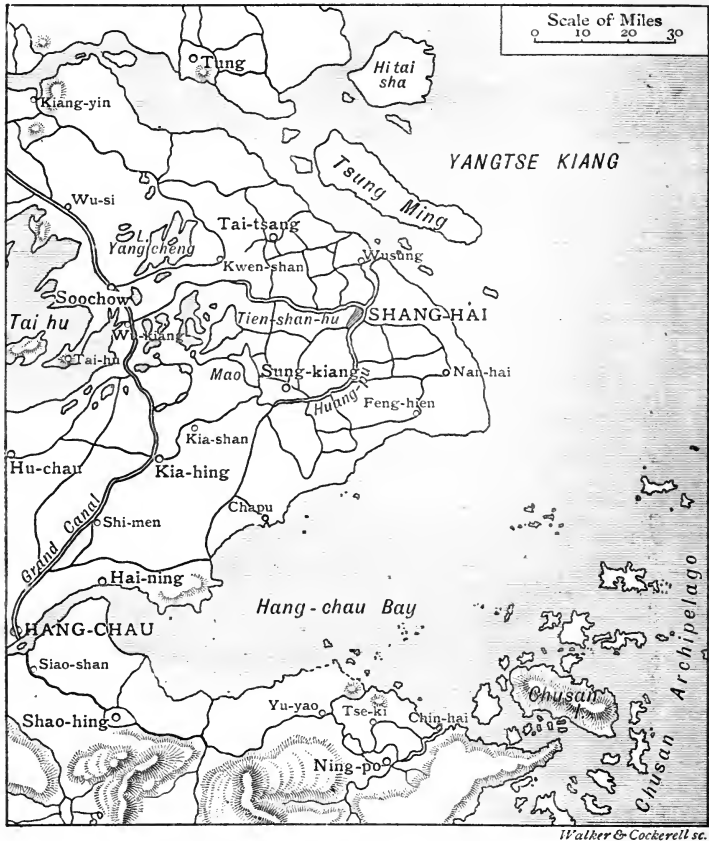 Scale of Miles
0 10 20 30
Tung
Hitai
sha
Kiang-yin
YANGTSE KIANG
Tsung Ming
Wu-si
L.
Yang cheng
Tai-tsang
Kwen-shan
Wusung
Soochow
Tai hu
Wu-kiang
Tien-shan-hu
SHANG-HAI
Tai-hu
Mao
Sung-kiang
Nan-hai
Huang-pu
Feng-hien
Kia-shan
Hu-chau
Kia-hing
Grand Canal
Shi-men
Chapu
Hai-ning
Hang-chau Bay
HANG-CHAU
Siao-shan
Chusan Archipelago
Chusan
I.
Shao-hing
Yu-yao
Tse-ki
Chin-hai
Ning-po
Walker & Cockerell sc.